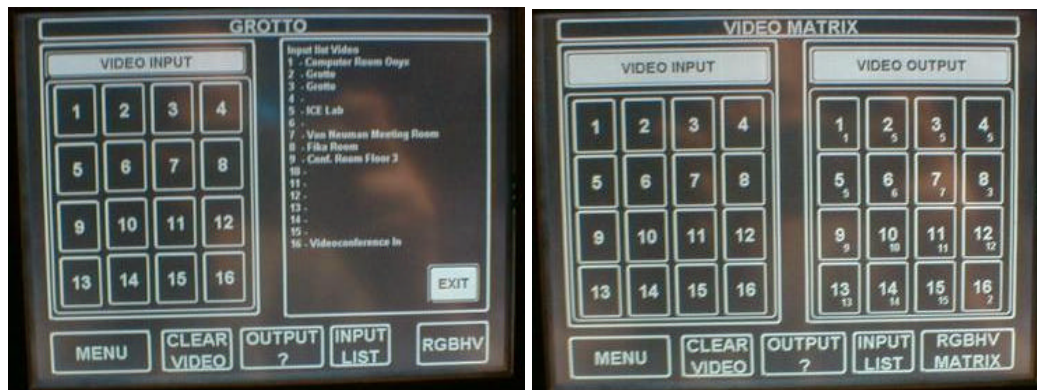 GROTTO
VIDEO INPUT
1 2 3 4
5 6 7 8
9 10 11 12
13 14 15 16
Input list Video
1 - Computer Room Onyx
2 - Grotto
3 - Grotto
4 -
5 - ICE Lab
6 -
7 - Van Neuman Meeting Room
8 - Fika Room
9 - Conf. Room Floor 3
10 -
11 -
12 -
13 -
14 -
15 -
16 - Videoconference In
EXIT
MENU
CLEAR
VIDEO
OUTPUT
?
INPUT
LIST
RGBHV
VIDEO MATRIX
VIDEO INPUT
1 2 3 4
5 6 7 8
9 10 11 12
13 14 15 16
VIDEO OUTPUT
1 2 3 4
1 5 5 5
5 6 7 8
5 6 7 3
9 10 11 12
9 10 11 12
13 14 15 16
13 14 15 2
MENU
CLEAR
VIDEO
OUTPUT
?
INPUT
LIST
RGBHV
MATRIX